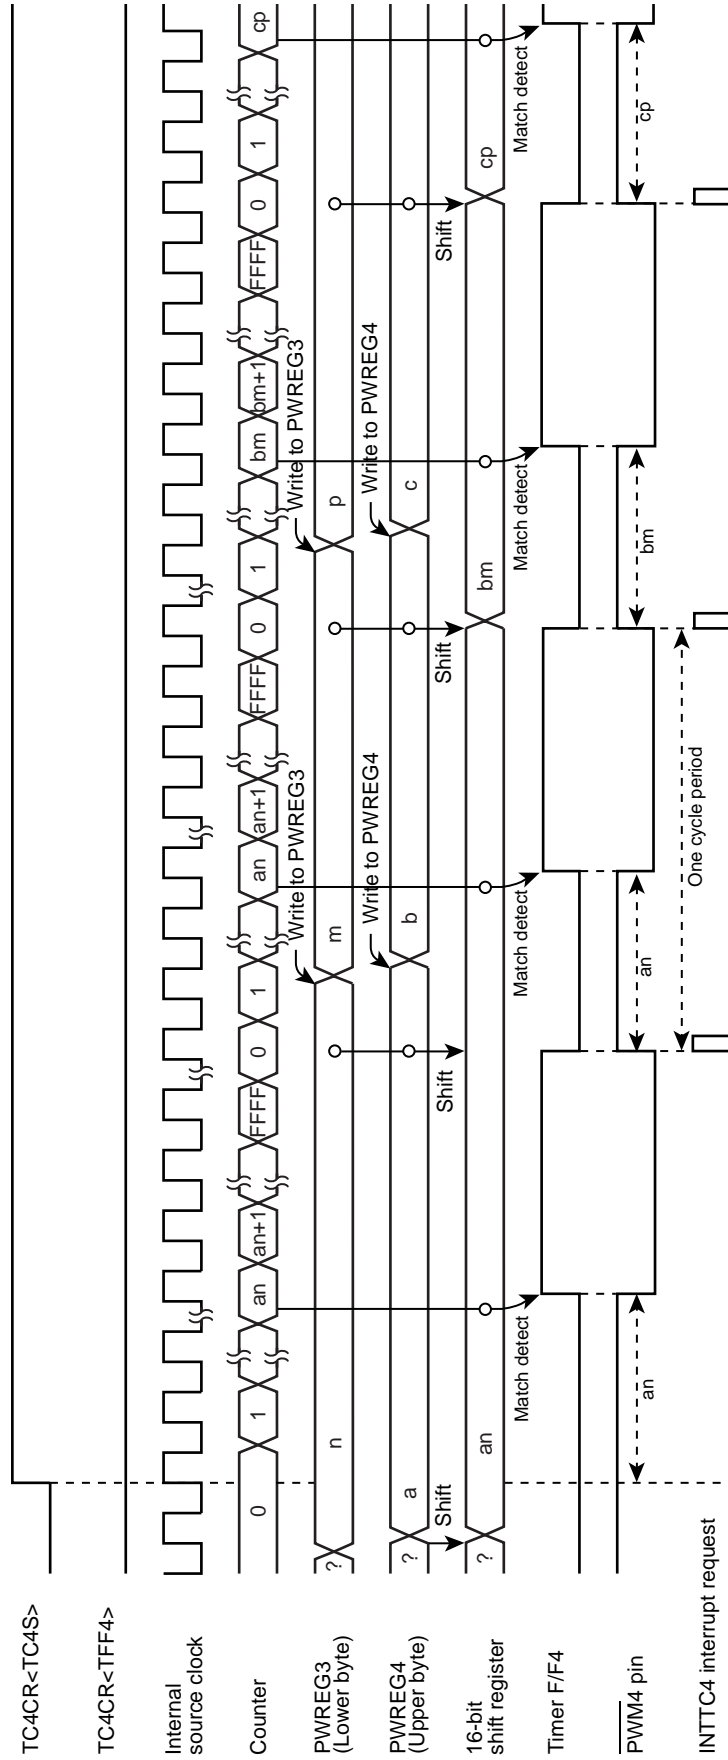 TC4CR<TC4S>
TC4CR<TFF4>
Internal
source clock
Counter
0 1 an an+1 FFFF 0 1 an an+1 FFFF 0 1 bm bm+1 FFFF 0 1 cp
Write to PWREG3 Write to PWREG3
PWREG3
(Lower byte)
? n m p
Write to PWREG4 Write to PWREG4
PWREG4
(Upper byte)
? a b c
Shift Shift Shift Shift
16-bit
shift register
? an bm cp
Match detect Match detect Match detect Match detect
Timer F/F4
PWM4 pin
an an bm cp
One cycle period
INTTC4 interrupt request